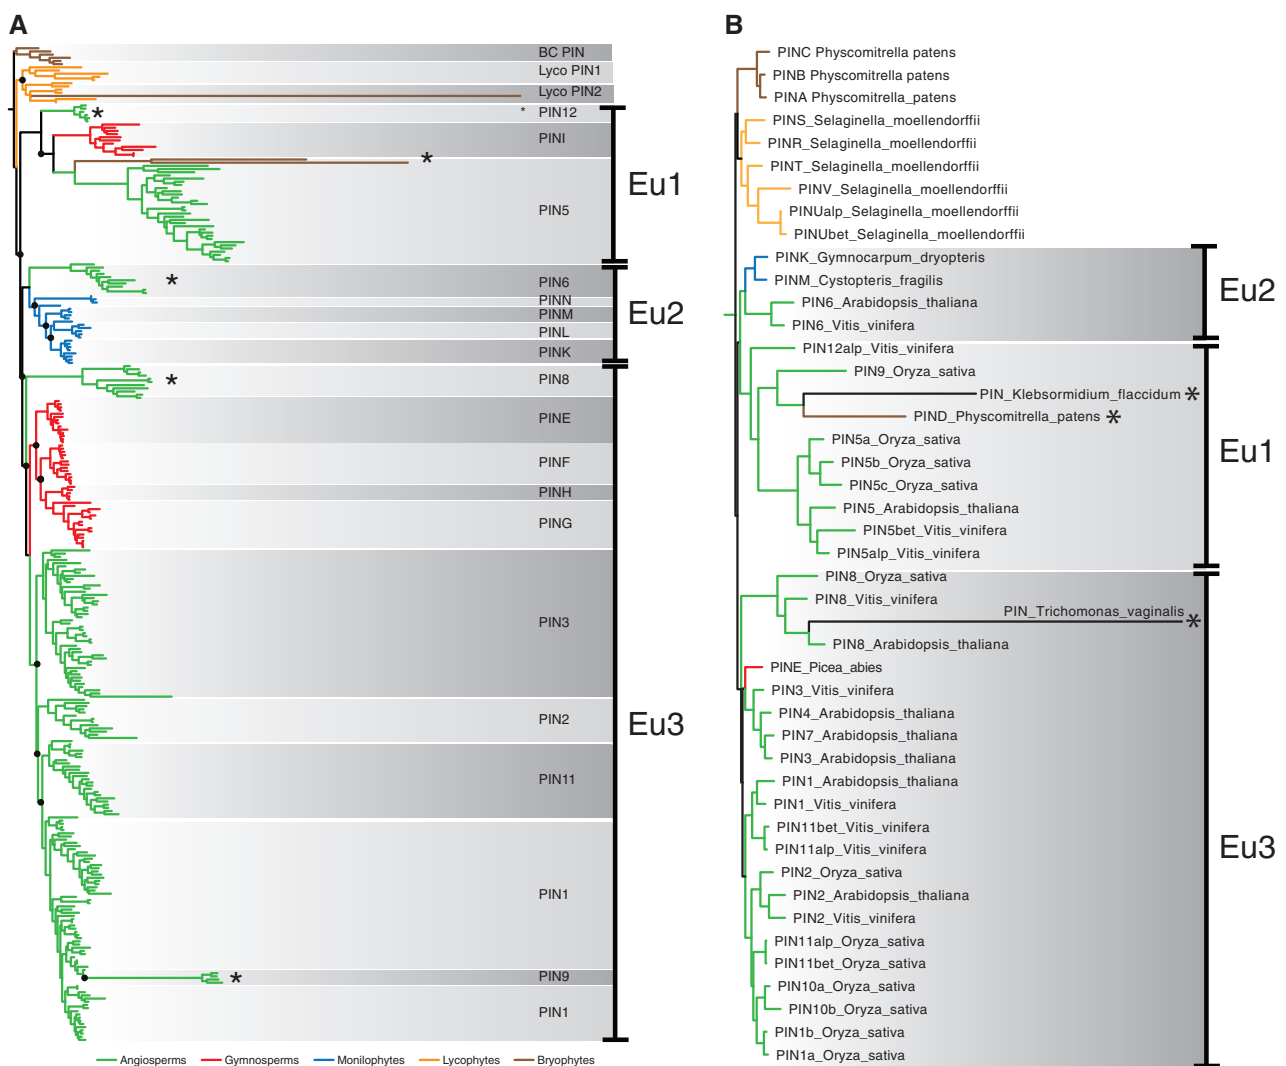 A
BC PIN
Lyco PIN1
Lyco PIN2
*
* PIN12
PINI
*
PIN5
Eu1
PIN6
*
PINN
PINM
PINL
PINK
Eu2
PIN8
*
PINE
PINF
PINH
PING
PIN3
PIN2
PIN11
PIN1
PIN9
*
PIN1
Eu3
Angiosperms Gymnosperms Monilophytes Lycophytes Bryophytes
B
PINC Physcomitrella patens
PINB Physcomitrella patens
PINA Physcomitrella_patens
PINS_Selaginella_moellendorffii
PINR_Selaginella_moellendorffii
PINT_Selaginella_moellendorffii
PINV_Selaginella_moellendorffii
PINUalp_Selaginella_moellendorffii
PINUbet_Selaginella_moellendorffii
PINK_Gymnocarpum_dryopteris
PINM_Cystopteris_fragilis
PIN6_Arabidopsis_thaliana
PIN6_Vitis_vinifera
Eu2
PIN12alp_Vitis_vinifera
PIN9_Oryza_sativa
PIN_Klebsormidium_flaccidum *
PIND_Physcomitrella_patens *
PIN5a_Oryza_sativa
PIN5b_Oryza_sativa
PIN5c_Oryza_sativa
PIN5_Arabidopsis_thaliana
PIN5bet_Vitis_vinifera
PIN5alp_Vitis_vinifera
Eu1
PIN8_Oryza_sativa
PIN8_Vitis_vinifera
PIN_Trichomonas_vaginalis *
PIN8_Arabidopsis_thaliana
PINE_Picea_abies
PIN3_Vitis_vinifera
PIN4_Arabidopsis_thaliana
PIN7_Arabidopsis_thaliana
PIN3_Arabidopsis_thaliana
PIN1_Arabidopsis_thaliana
PIN1_Vitis_vinifera
PIN11bet_Vitis_vinifera
PIN11alp_Vitis_vinifera
PIN2_Oryza_sativa
PIN2_Arabidopsis_thaliana
PIN2_Vitis_vinifera
PIN11alp_Oryza_sativa
PIN11bet_Oryza_sativa
PIN10a_Oryza_sativa
PIN10b_Oryza_sativa
PIN1b_Oryza_sativa
PIN1a_Oryza_sativa
Eu3